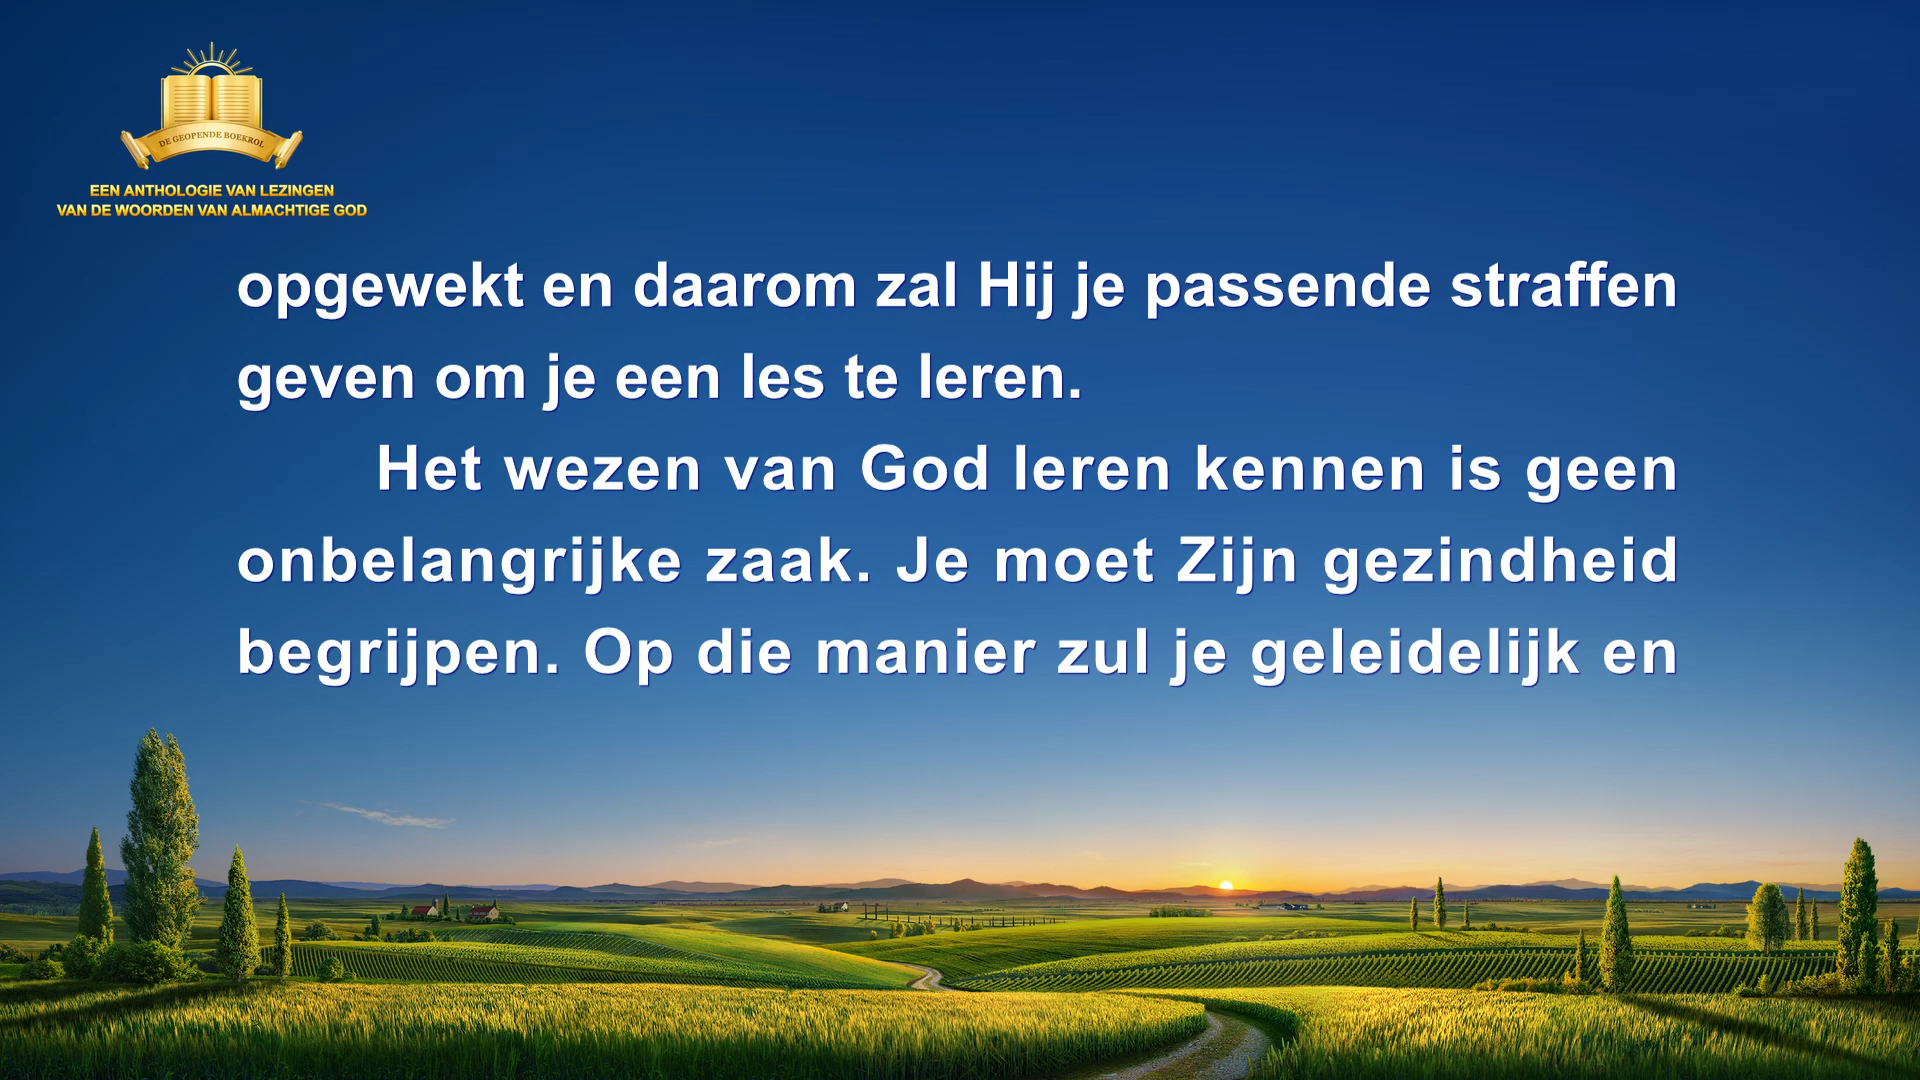 DE GEOPENDE BOEKROL
EEN ANTHOLOGIE VAN LEZINGEN
VAN DE WOORDEN VAN ALMACHTIGE GOD
opgewekt en daarom zal Hij je passende straffen
geven om je een les te leren.
Het wezen van God leren kennen is geen
onbelangrijke zaak. Je moet Zijn gezindheid
begrijpen. Op die manier zul je geleidelijk en